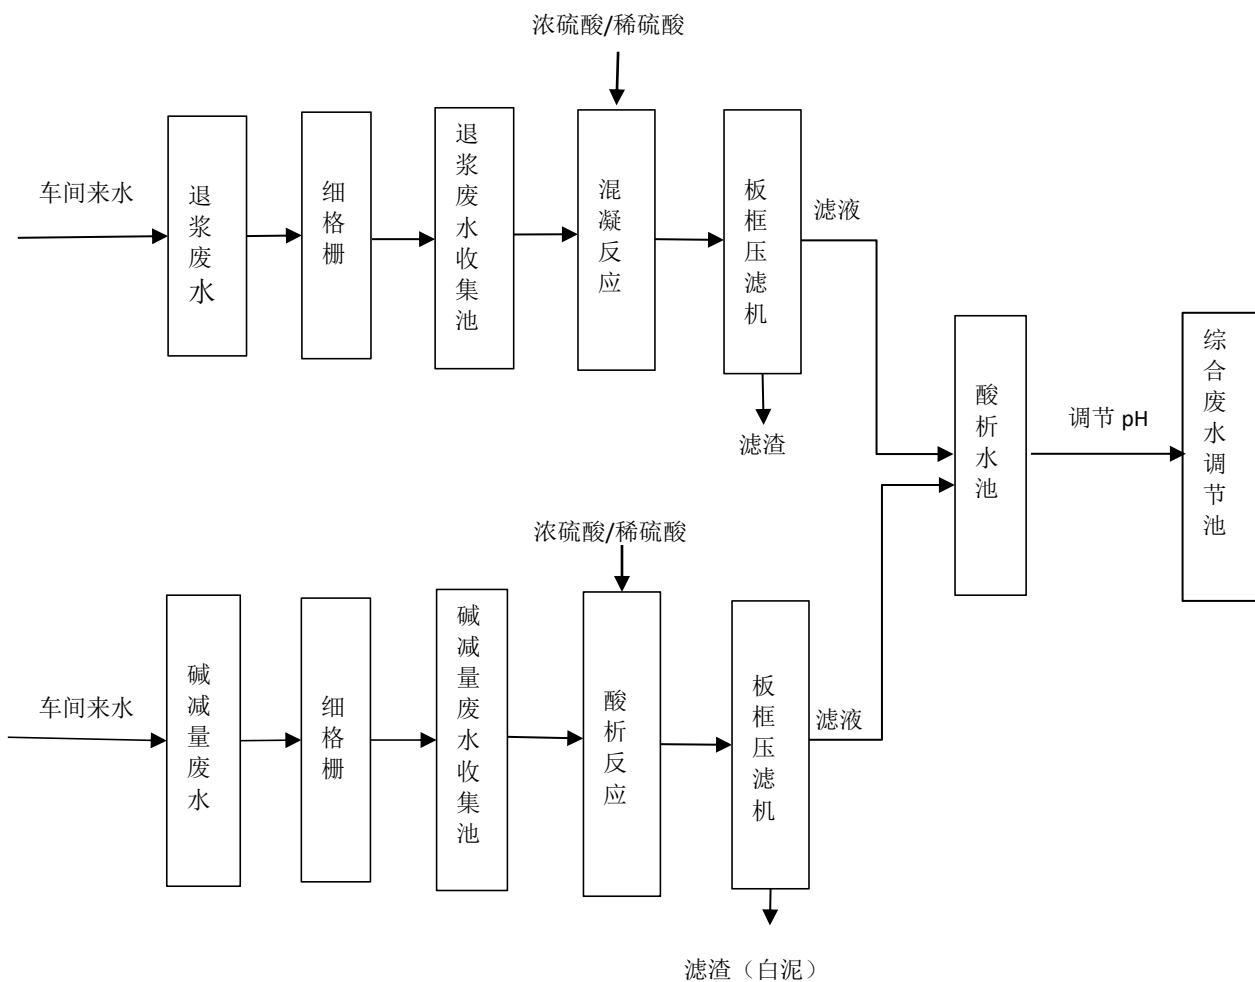 浓硫酸/稀硫酸
车间来水
退浆废水
细格栅
退浆废水收集池
混凝反应
板框压滤机
滤液
滤渣
酸析水池
调节 pH
综合废水调节池
浓硫酸/稀硫酸
车间来水
碱减量废水
细格栅
碱减量废水收集池
酸析反应
板框压滤机
滤液
滤渣（白泥）